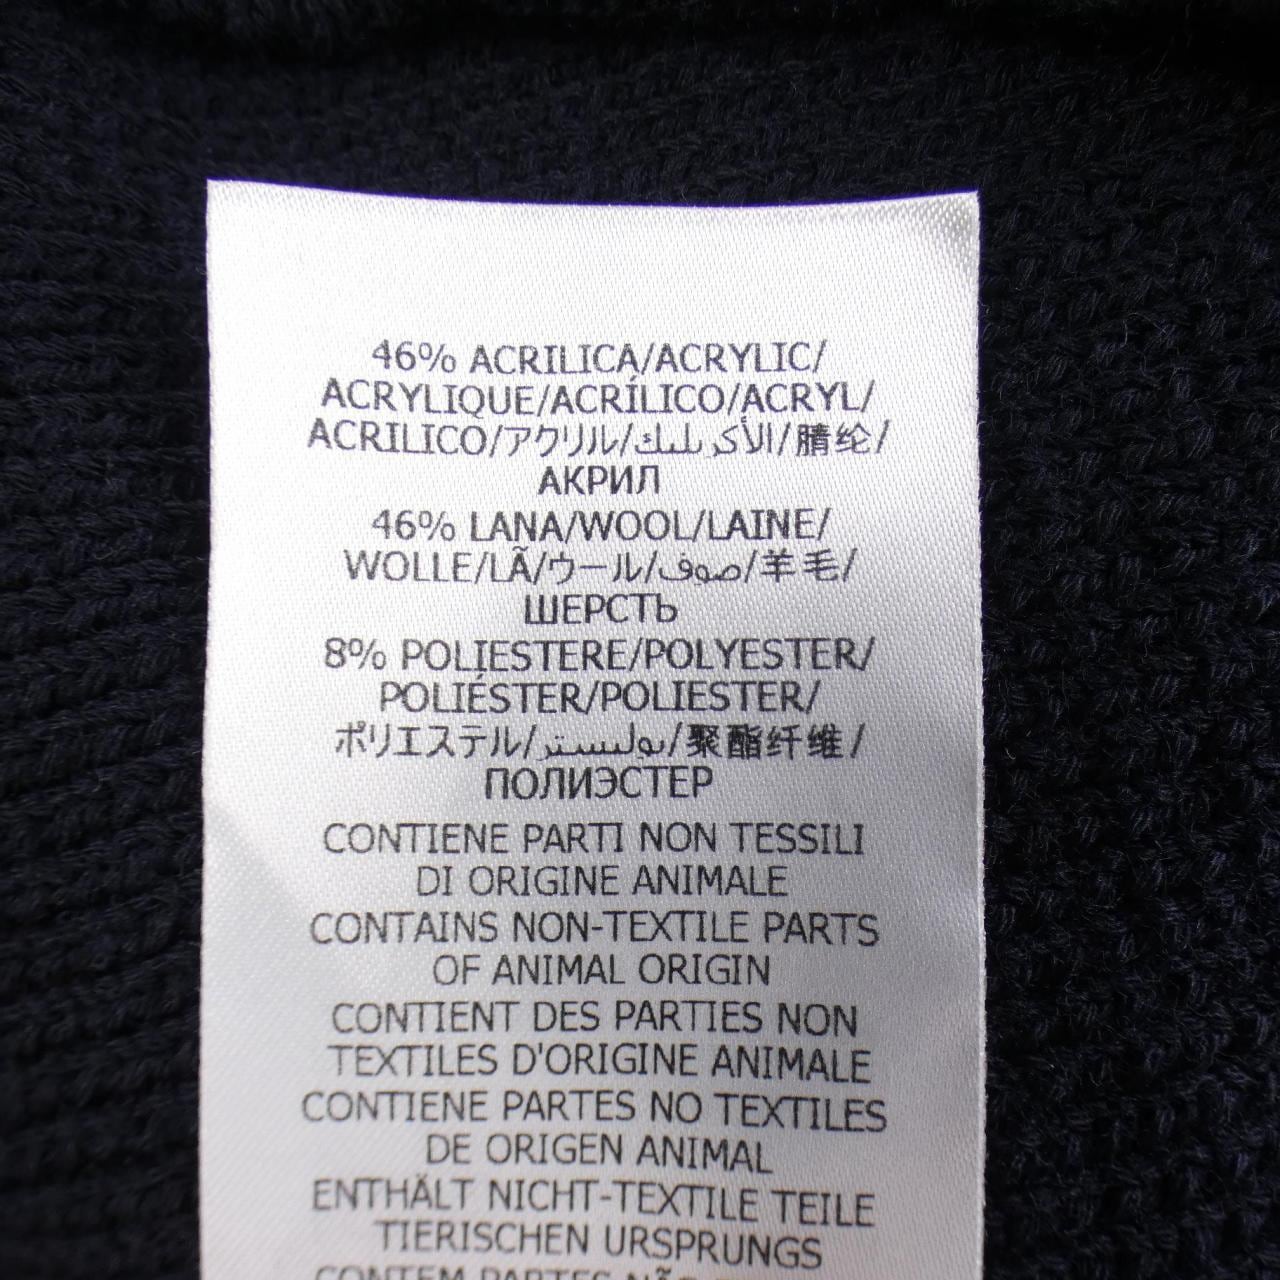 46% ACRILICA/ACRYLIC/
ACRYLIQUE/ACRÍLICO/ACRYL/
ACRILICO/アクリル/الأكريليك/腈纶/
АКРИЛ
46% LANA/WOOL/LAINE/
WOLLE/LÃ/ウール/صوف/羊毛/
ШЕРСТЬ
8% POLIESTERE/POLYESTER/
POLIÉSTER/POLIESTER/
ポリエステル/بوليستر/聚酯纤维/
ПОЛИЭСТЕР
CONTIENE PARTI NON TESSILI
DI ORIGINE ANIMALE
CONTAINS NON-TEXTILE PARTS
OF ANIMAL ORIGIN
CONTIENT DES PARTIES NON
TEXTILES D'ORIGINE ANIMALE
CONTIENE PARTES NO TEXTILES
DE ORIGEN ANIMAL
ENTHÄLT NICHT-TEXTILE TEILE
TIERISCHEN URSPRUNGS
CONTEM PARTES NÃO